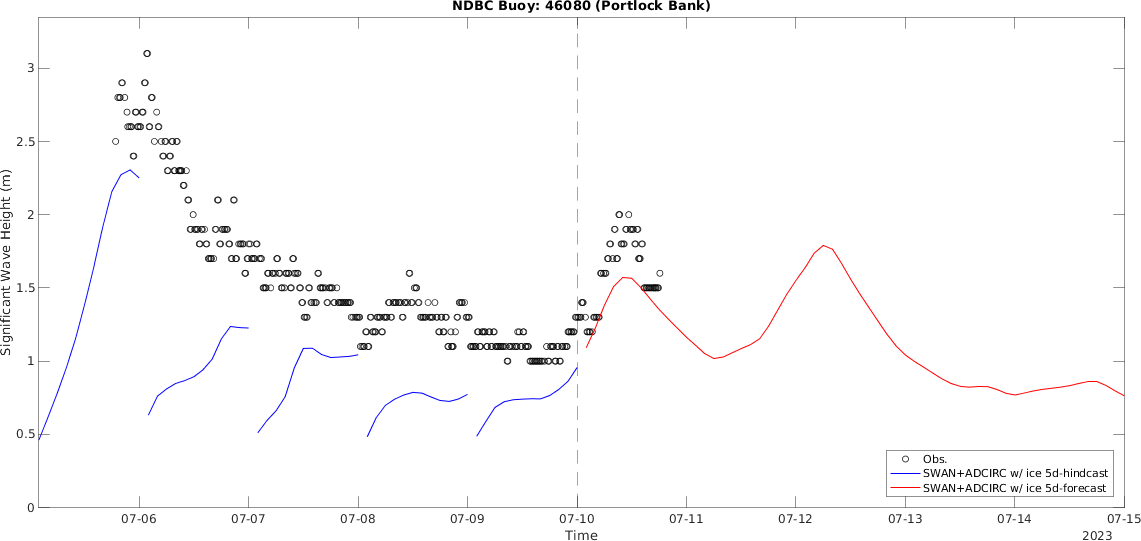 NDBC Buoy: 46080 (Portlock Bank)
3
2.5
2
1.5
1
0.5
0
Significant Wave Height (m)
Obs.
SWAN+ADCIRC w/ ice 5d-hindcast
SWAN+ADCIRC w/ ice 5d-forecast
07-06 07-07 07-08 07-09 07-10 07-11 07-12 07-13 07-14 07-15
Time
2023